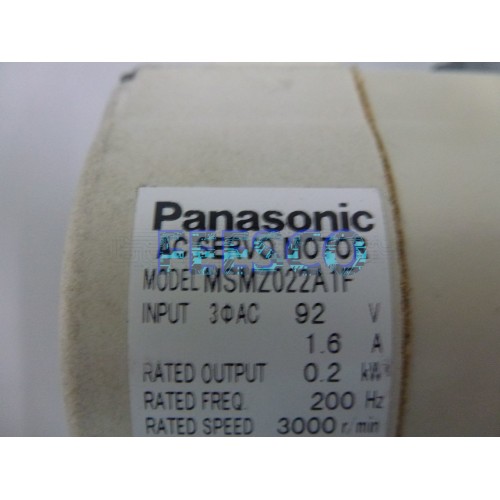 Panasonic
AC SERVO MOTOR
MODEL MSMZ022A1F
INPUT 3ΦAC 92 V
1.6 A
RATED OUTPUT 0.2 kW
RATED FREQ. 200 Hz
RATED SPEED 3000 r/min